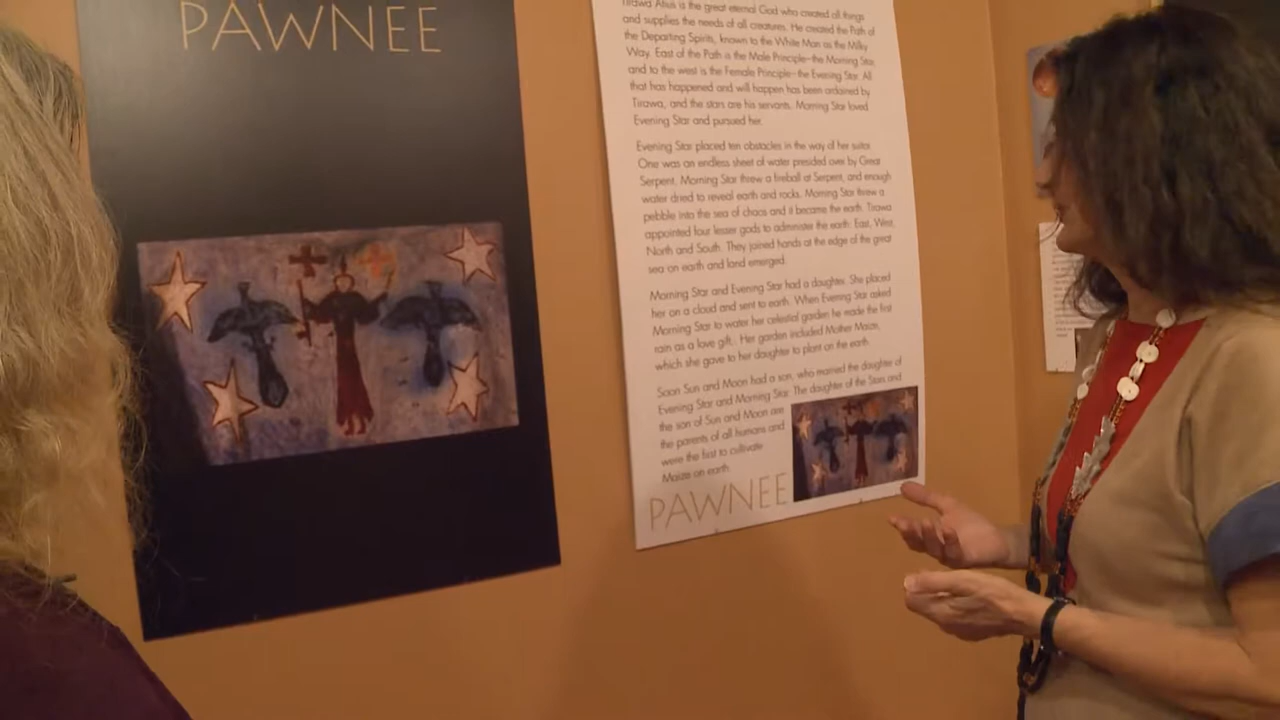 PAWNEE
Tirawa Atius is the great eternal God who created all things
and supplies the needs of all creatures. He created the Path of
the Departing Spirits, known to the White Man as the Milky
Way. East of the Path is the Male Principle–the Morning Star,
and to the west is the Female Principle–the Evening Star. All
that has happened and will happen has been ordained by
Tirawa, and the stars are his servants. Morning Star loved
Evening Star and pursued her.
Evening Star placed ten obstacles in the way of her suitor.
One was an endless sheet of water presided over by Great
Serpent. Morning Star threw a fireball at Serpent, and enough
water dried to reveal earth and rocks. Morning Star threw a
pebble into the sea of chaos and it became the earth. Tirawa
appointed four lesser gods to administer the earth: East, West,
North and South. They joined hands at the edge of the great
sea on earth and land emerged.
Morning Star and Evening Star had a daughter. She placed
her on a cloud and sent to earth. When Evening Star asked
Morning Star to water her celestial garden he made the first
rain as a love gift. Her garden included Mother Maize,
which she gave to her daughter to plant on the earth.
Soon Sun and Moon had a son, who married the daughter of
Evening Star and Morning Star. The daughter of the Stars and
the son of Sun and Moon are
the parents of all humans and
were the first to cultivate
Maize on earth.
PAWNEE